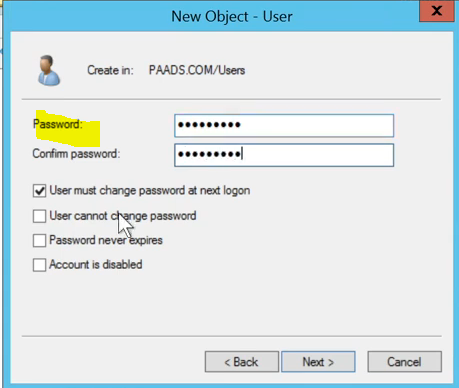 New Object - User
X
Create in: PAADS.COM/Users
Password: •••••••••
Confirm password: •••••••••
User must change password at next logon
User cannot change password
Password never expires
Account is disabled
< Back Next > Cancel